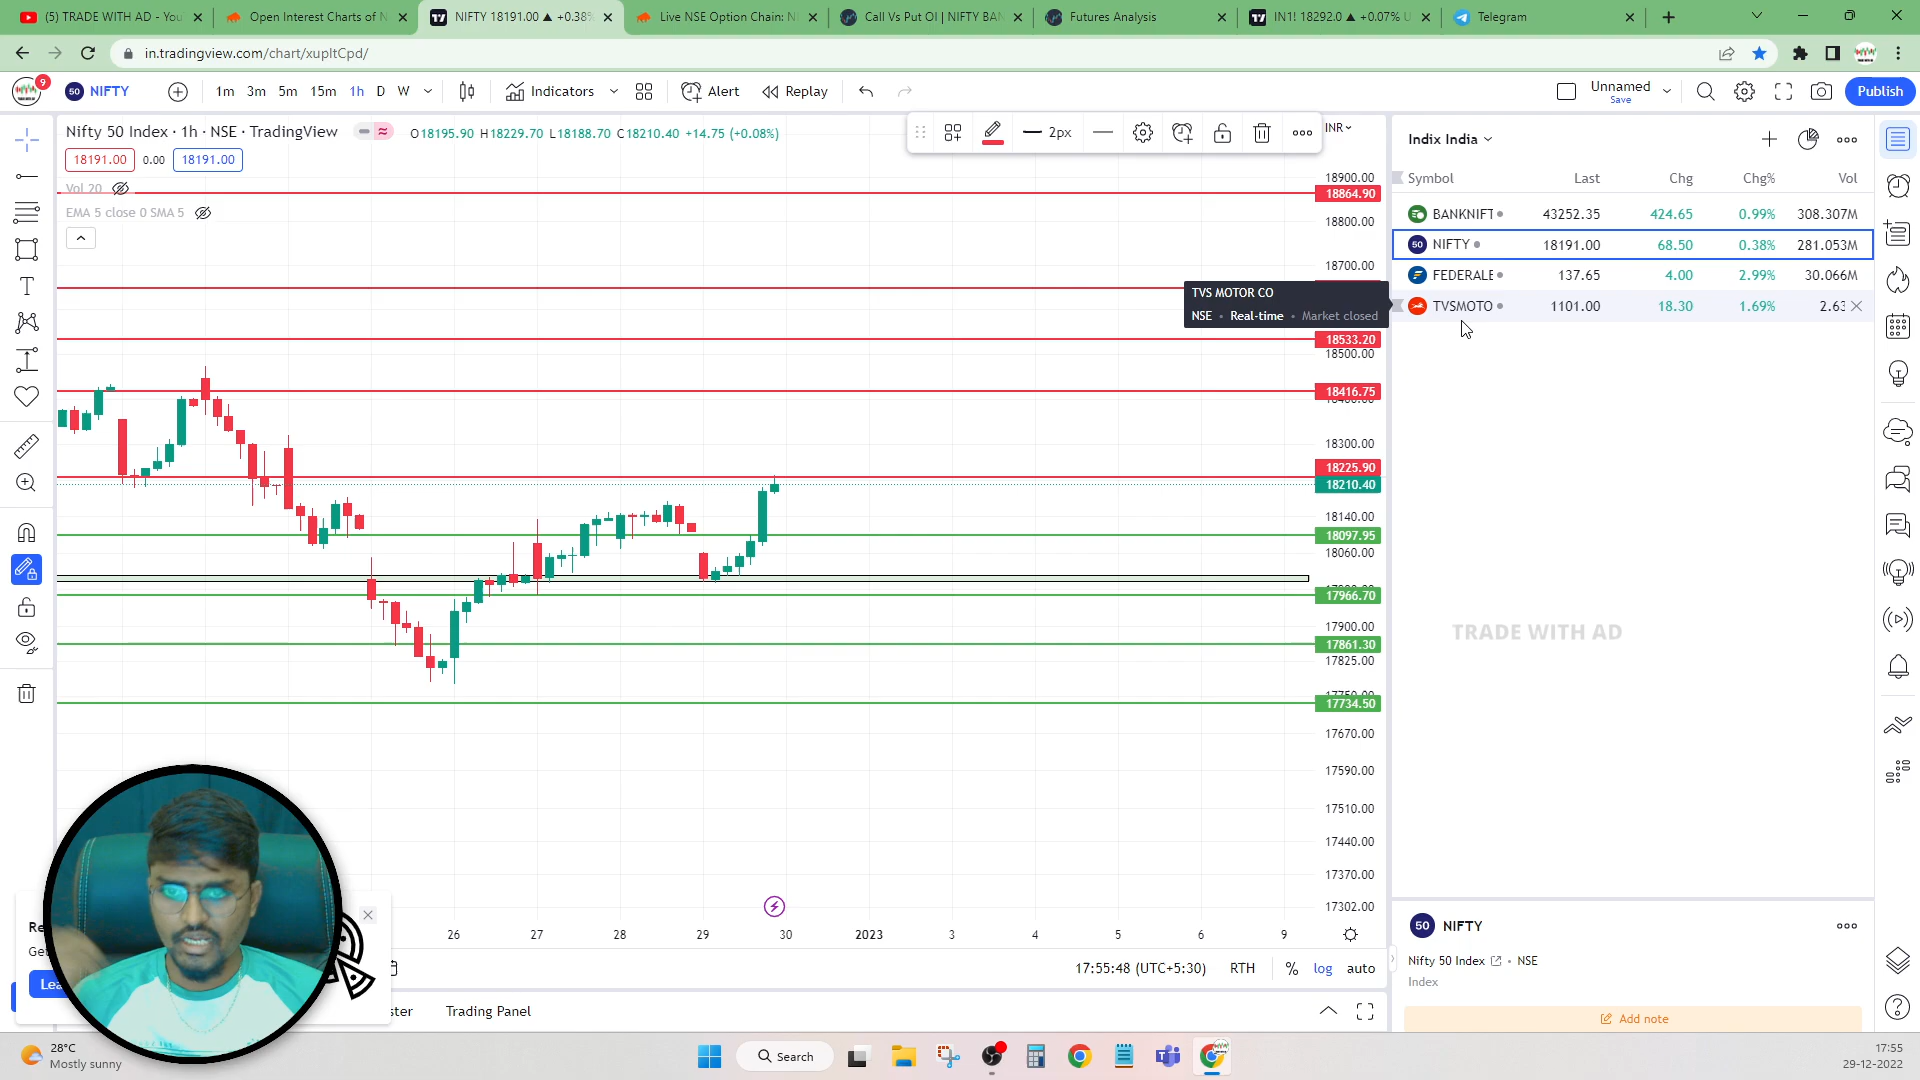 (5) TRADE WITH AD - You
Open Interest Charts of N
NIFTY 18191.00 ▲ +0.38%
Live NSE Option Chain: N
Call Vs Put OI | NIFTY BAN
Futures Analysis
IN1! 18292.0 ▲ +0.07% U
Telegram
in.tradingview.com/chart/xupltCpd/
9
50 NIFTY
1m 3m 5m 15m 1h D W
Indicators
Alert
Replay
Unnamed
Save
Publish
Nifty 50 Index · 1h · NSE · TradingView
O18195.90 H18229.70 L18188.70 C18210.40 +14.75 (+0.08%)
2px
INR
18191.00 0.00 18191.00
Vol 20
EMA 5 close 0 SMA 5
18900.00
18864.90
18800.00
18700.00
18533.20
18500.00
18416.75
18300.00
18225.90
18210.40
18140.00
18097.95
18060.00
17966.70
17900.00
17861.30
17825.00
17734.50
17670.00
17590.00
17510.00
17440.00
17370.00
17302.00
TVS MOTOR CO
NSE • Real-time • Market closed
Indix India
Symbol Last Chg Chg% Vol
BANKNIFT 43252.35 424.65 0.99% 308.307M
50 NIFTY 18191.00 68.50 0.38% 281.053M
FEDERALE 137.65 4.00 2.99% 30.066M
TVSMOTO 1101.00 18.30 1.69% 2.63
TRADE WITH AD
26 27 28 29 30 2023 3 4 5 6 9
17:55:48 (UTC+5:30) RTH % log auto
Trading Panel
50 NIFTY
Nifty 50 Index • NSE
Index
Add note
28°C
Mostly sunny
Search
17:55
29-12-2022